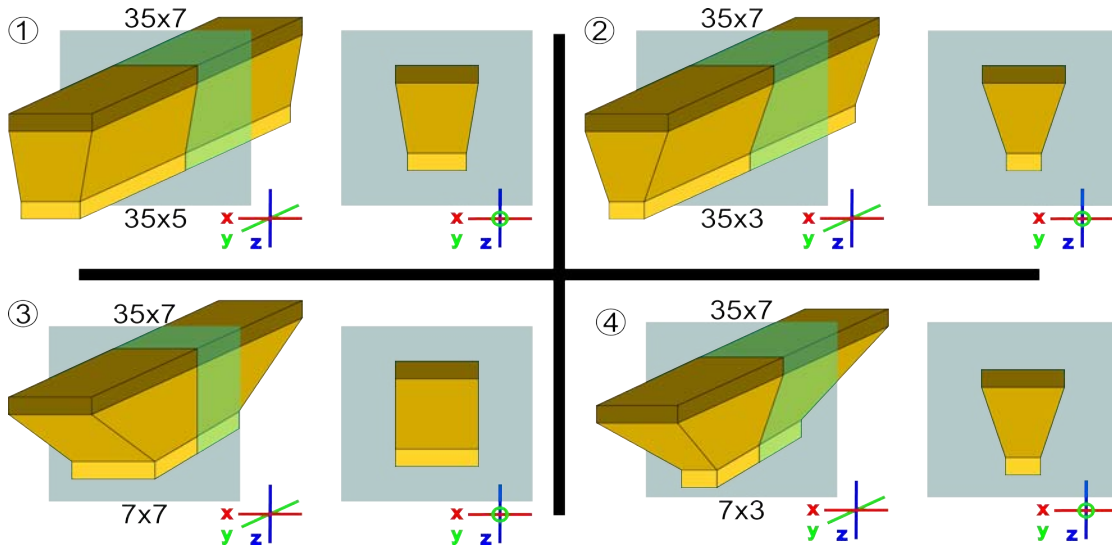 ① 35x7
35x5
x
y z
x
y z
② 35x7
35x3
x
y z
x
y z
③ 35x7
7x7
x
y z
x
y z
④ 35x7
7x3
x
y z
x
y z